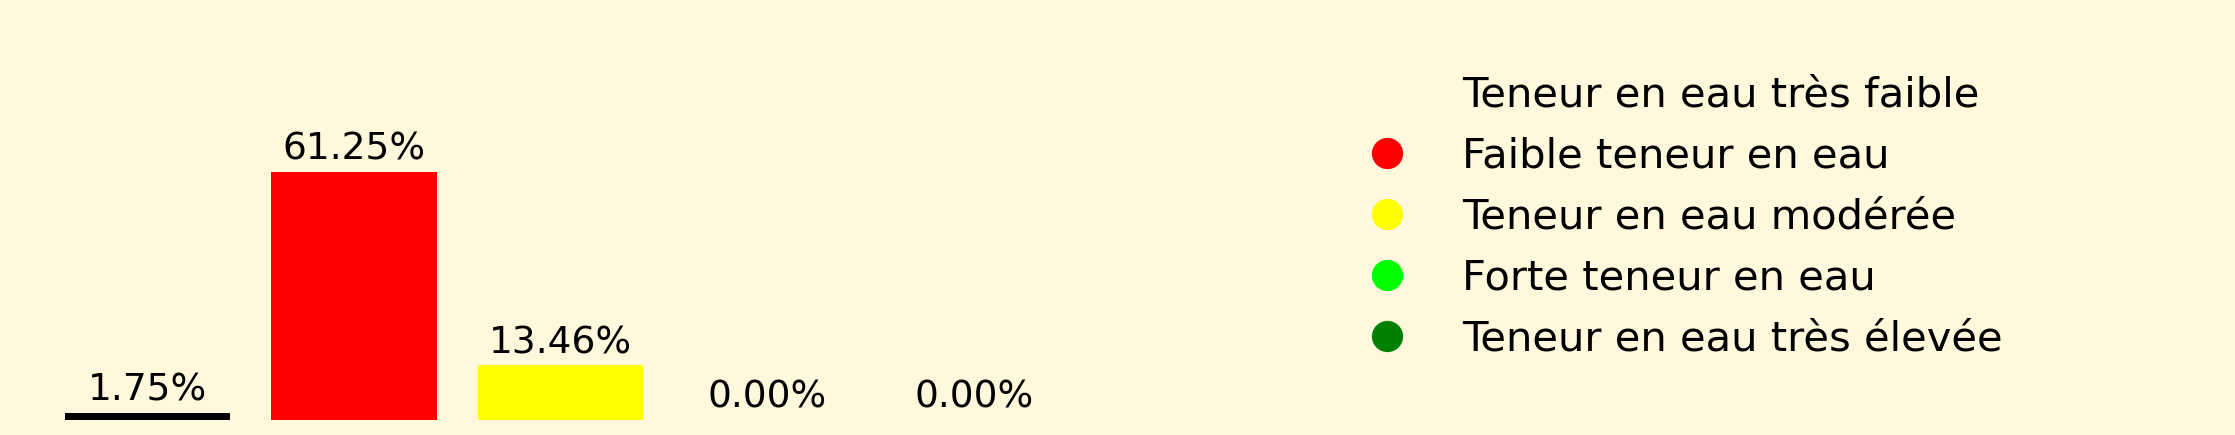 61.25%
13.46%
1.75%
0.00%
0.00%
Teneur en eau très faible
Faible teneur en eau
Teneur en eau modérée
Forte teneur en eau
Teneur en eau très élevée